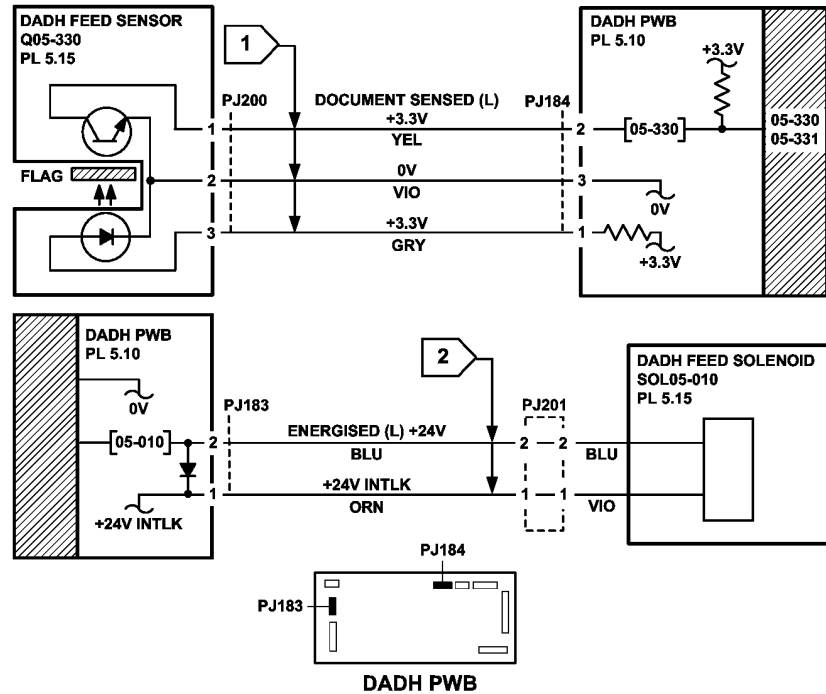 DADH FEED SENSOR
Q05-330
PL 5.15
1
DADH PWB
PL 5.10
+3.3V
PJ200
DOCUMENT SENSED (L)
PJ184
1
+3.3V
2
[05-330]
05-330
05-331
YEL
FLAG
2
0V
3
VIO
0V
3
+3.3V
1
GRY
+3.3V
DADH PWB
PL 5.10
2
DADH FEED SOLENOID
SOL05-010
PL 5.15
0V
PJ183
PJ201
[05-010]
2
ENERGISED (L) +24V
2
2
BLU
BLU
1
+24V INTLK
1
1
ORN
VIO
+24V INTLK
PJ184
PJ183
DADH PWB